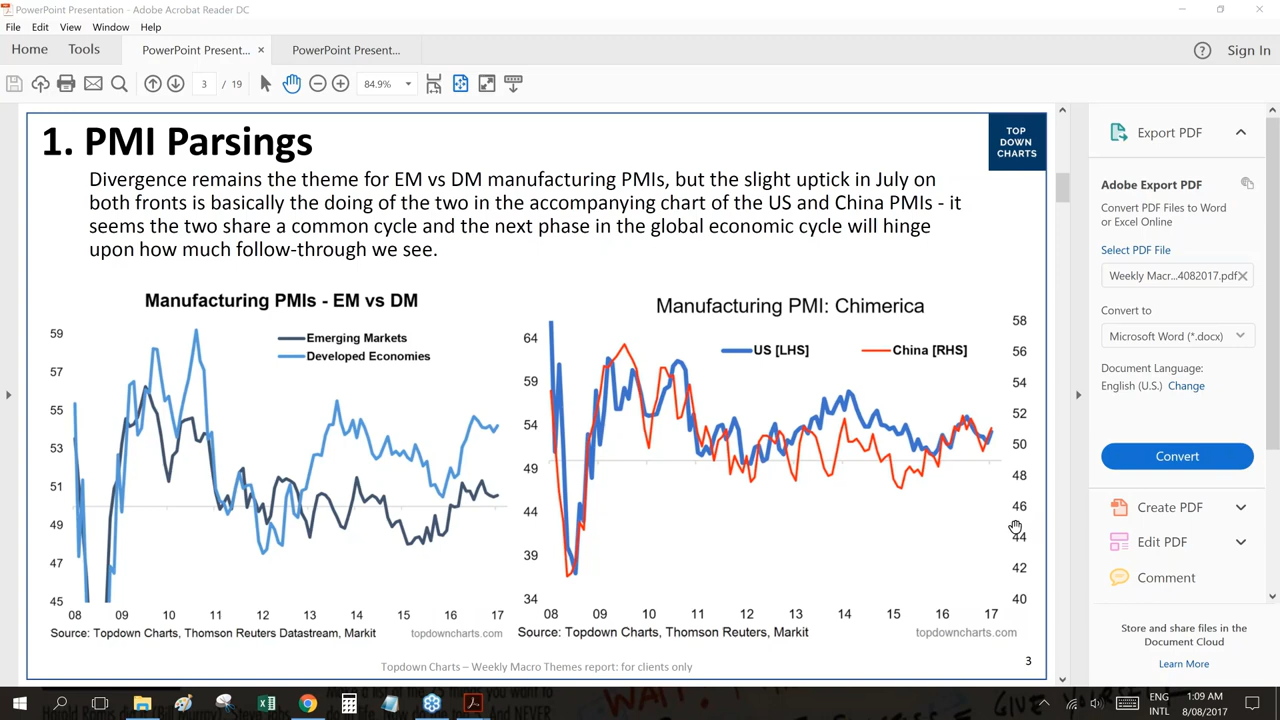 PowerPoint Presentation - Adobe Acrobat Reader DC
File Edit View Window Help
Home Tools PowerPoint Present... × PowerPoint Present... ? Sign In
3 / 19 84.9%
1. PMI Parsings
TOP
DOWN
CHARTS
Divergence remains the theme for EM vs DM manufacturing PMIs, but the slight uptick in July on
both fronts is basically the doing of the two in the accompanying chart of the US and China PMIs - it
seems the two share a common cycle and the next phase in the global economic cycle will hinge
upon how much follow-through we see.
Manufacturing PMIs - EM vs DM
59
57
55
53
51
49
47
45
Emerging Markets
Developed Economies
08 09 10 11 12 13 14 15 16 17
Source: Topdown Charts, Thomson Reuters Datastream, Markit topdowncharts.com
Manufacturing PMI: Chimerica
64
59
54
49
44
39
34
US [LHS] China [RHS]
58
56
54
52
50
48
46
44
42
40
08 09 10 11 12 13 14 15 16 17
Source: Topdown Charts, Thomson Reuters, Markit topdowncharts.com
Topdown Charts – Weekly Macro Themes report: for clients only
3
Export PDF
Adobe Export PDF
Convert PDF Files to Word
or Excel Online
Select PDF File
Weekly Macr...4082017.pdf
Convert to
Microsoft Word (*.docx)
Document Language:
English (U.S.) Change
Convert
Create PDF
Edit PDF
Comment
Store and share files in the
Document Cloud
Learn More
ENG
INTL
1:09 AM
8/08/2017